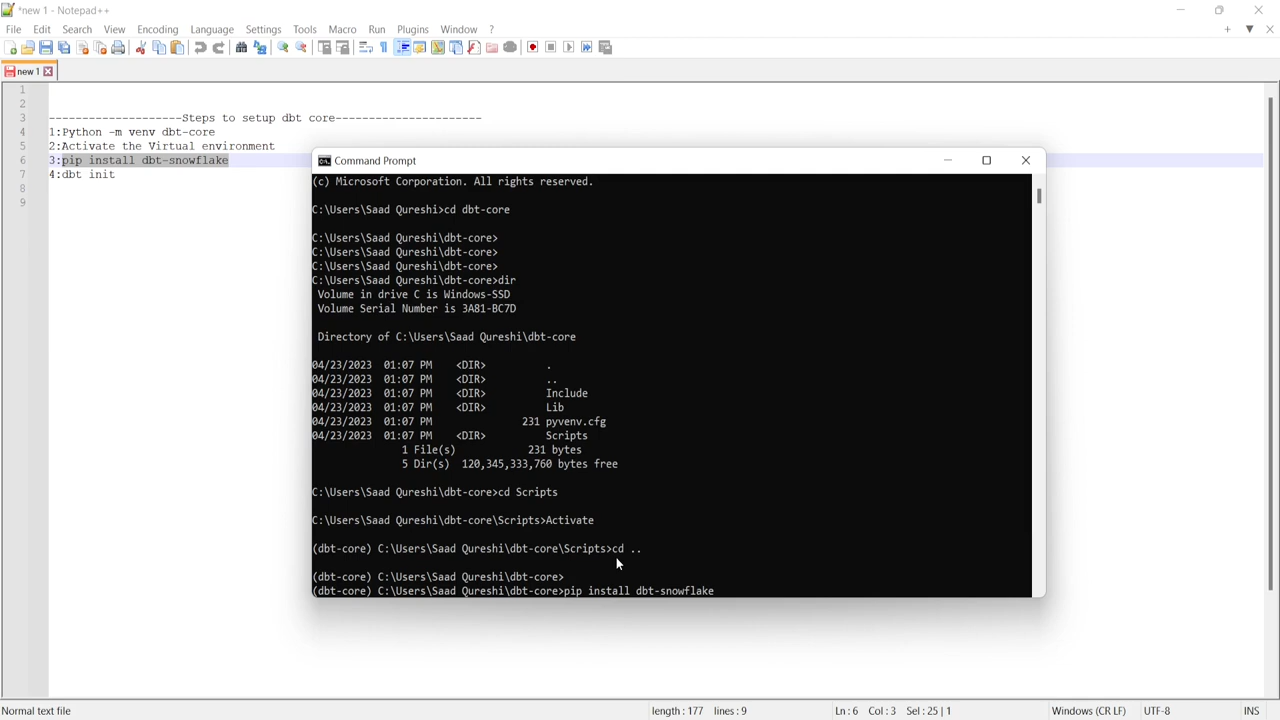 *new 1 - Notepad++
File Edit Search View Encoding Language Settings Tools Macro Run Plugins Window ?
new 1
1
2
3 -------------------Steps to setup dbt core---------------------
4 1:Python -m venv dbt-core
5 2:Activate the Virtual environment
6 3:pip install dbt-snowflake
7 4:dbt init
8
9
Command Prompt
(c) Microsoft Corporation. All rights reserved.
C:\Users\Saad Qureshi>cd dbt-core
C:\Users\Saad Qureshi\dbt-core>
C:\Users\Saad Qureshi\dbt-core>
C:\Users\Saad Qureshi\dbt-core>
C:\Users\Saad Qureshi\dbt-core>dir
Volume in drive C is Windows-SSD
Volume Serial Number is 3A81-BC7D
Directory of C:\Users\Saad Qureshi\dbt-core
04/23/2023 01:07 PM <DIR> .
04/23/2023 01:07 PM <DIR> ..
04/23/2023 01:07 PM <DIR> Include
04/23/2023 01:07 PM <DIR> Lib
04/23/2023 01:07 PM 231 pyvenv.cfg
04/23/2023 01:07 PM <DIR> Scripts
1 File(s) 231 bytes
5 Dir(s) 120,345,333,760 bytes free
C:\Users\Saad Qureshi\dbt-core>cd Scripts
C:\Users\Saad Qureshi\dbt-core\Scripts>Activate
(dbt-core) C:\Users\Saad Qureshi\dbt-core\Scripts>cd ..
(dbt-core) C:\Users\Saad Qureshi\dbt-core>
(dbt-core) C:\Users\Saad Qureshi\dbt-core>pip install dbt-snowflake
Normal text file length : 177 lines : 9 Ln : 6 Col : 3 Sel : 25 | 1 Windows (CR LF) UTF-8 INS